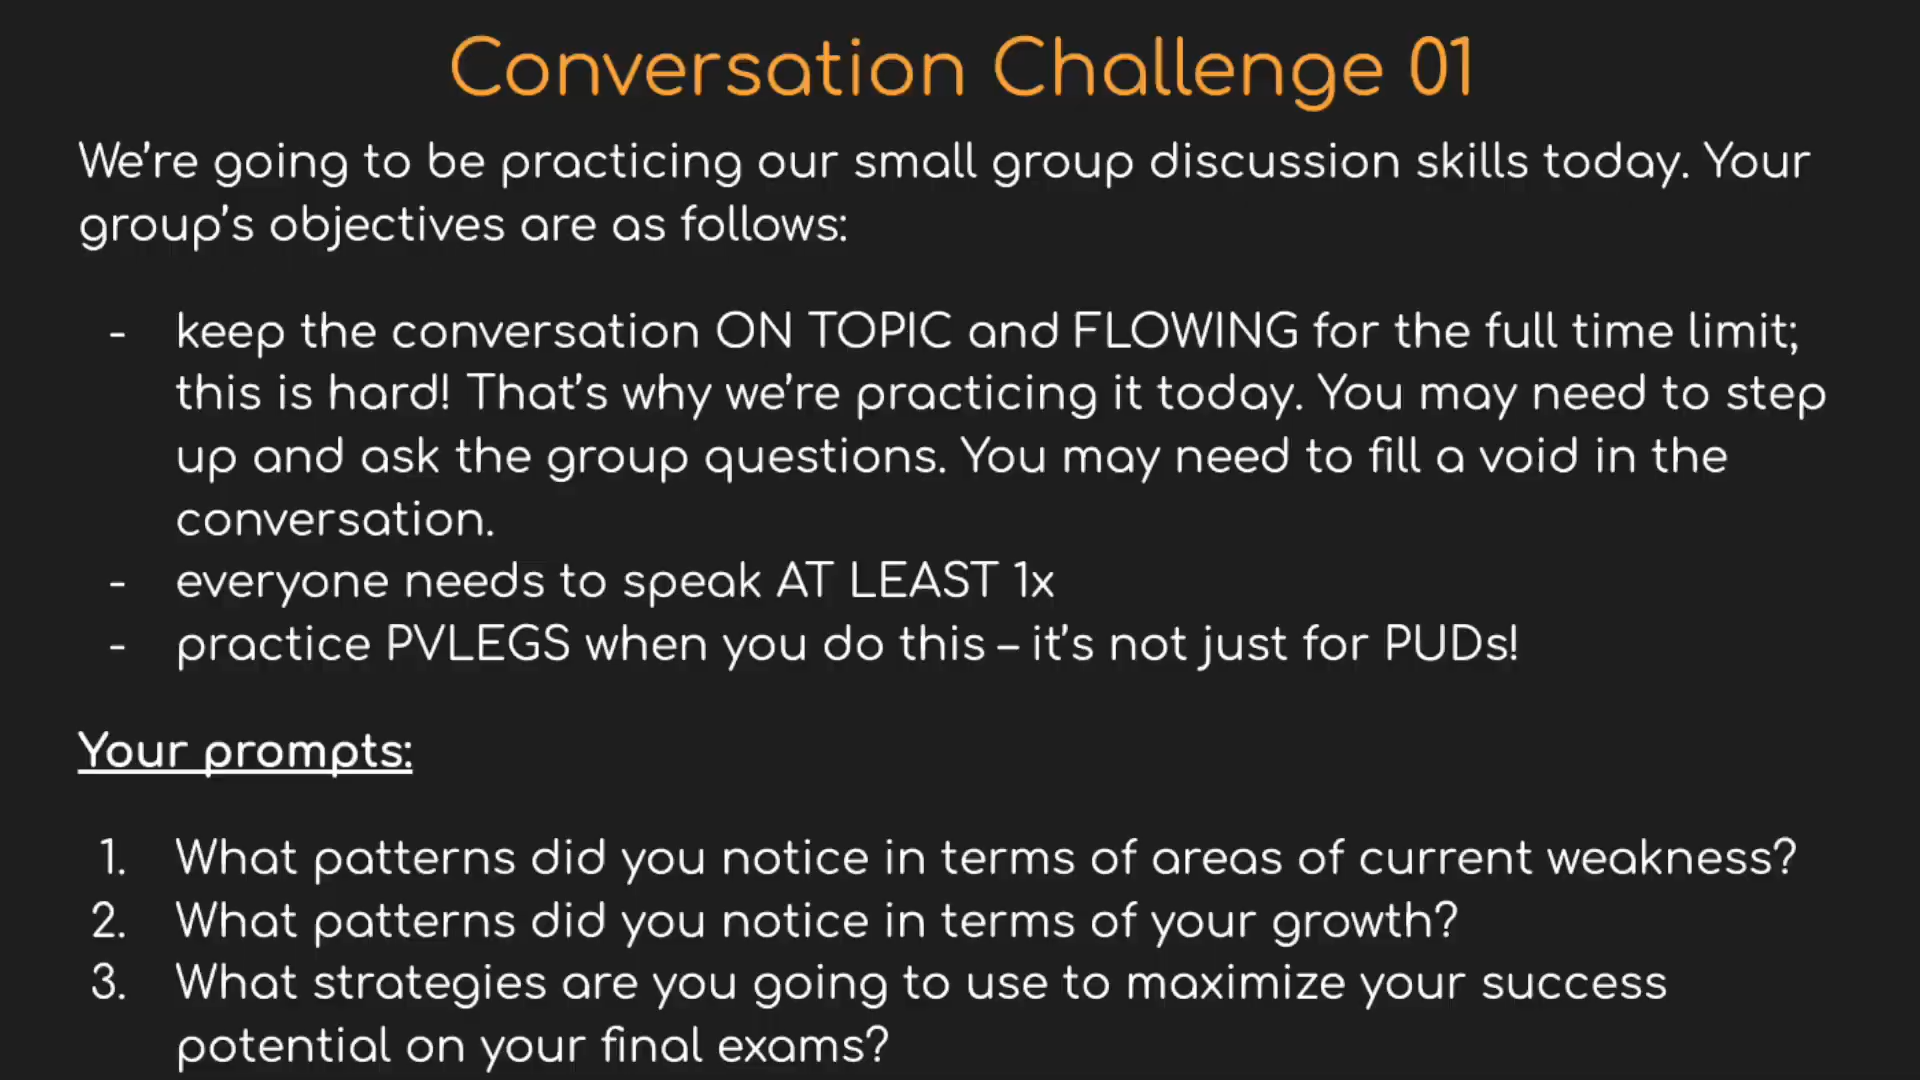 Conversation Challenge 01
We're going to be practicing our small group discussion skills today. Your
group's objectives are as follows:
- keep the conversation ON TOPIC and FLOWING for the full time limit;
this is hard! That's why we're practicing it today. You may need to step
up and ask the group questions. You may need to fill a void in the
conversation.
- everyone needs to speak AT LEAST 1x
- practice PVLEGS when you do this – it's not just for PUDs!
Your prompts:
1. What patterns did you notice in terms of areas of current weakness?
2. What patterns did you notice in terms of your growth?
3. What strategies are you going to use to maximize your success
potential on your final exams?